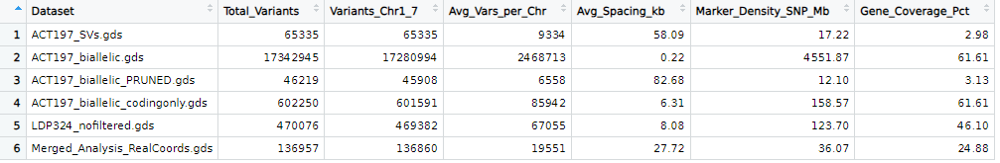 Dataset Total_Variants Variants_Chr1_7 Avg_Vars_per_Chr Avg_Spacing_kb Marker_Density_SNP_Mb Gene_Coverage_Pct
1 ACT197_SVs.gds 65335 65335 9334 58.09 17.22 2.98
2 ACT197_biallelic.gds 17342945 17280994 2468713 0.22 4551.87 61.61
3 ACT197_biallelic_PRUNED.gds 46219 45908 6558 82.68 12.10 3.13
4 ACT197_biallelic_codingonly.gds 602250 601591 85942 6.31 158.57 61.61
5 LDP324_nofiltered.gds 470076 469382 67055 8.08 123.70 46.10
6 Merged_Analysis_RealCoords.gds 136957 136860 19551 27.72 36.07 24.88